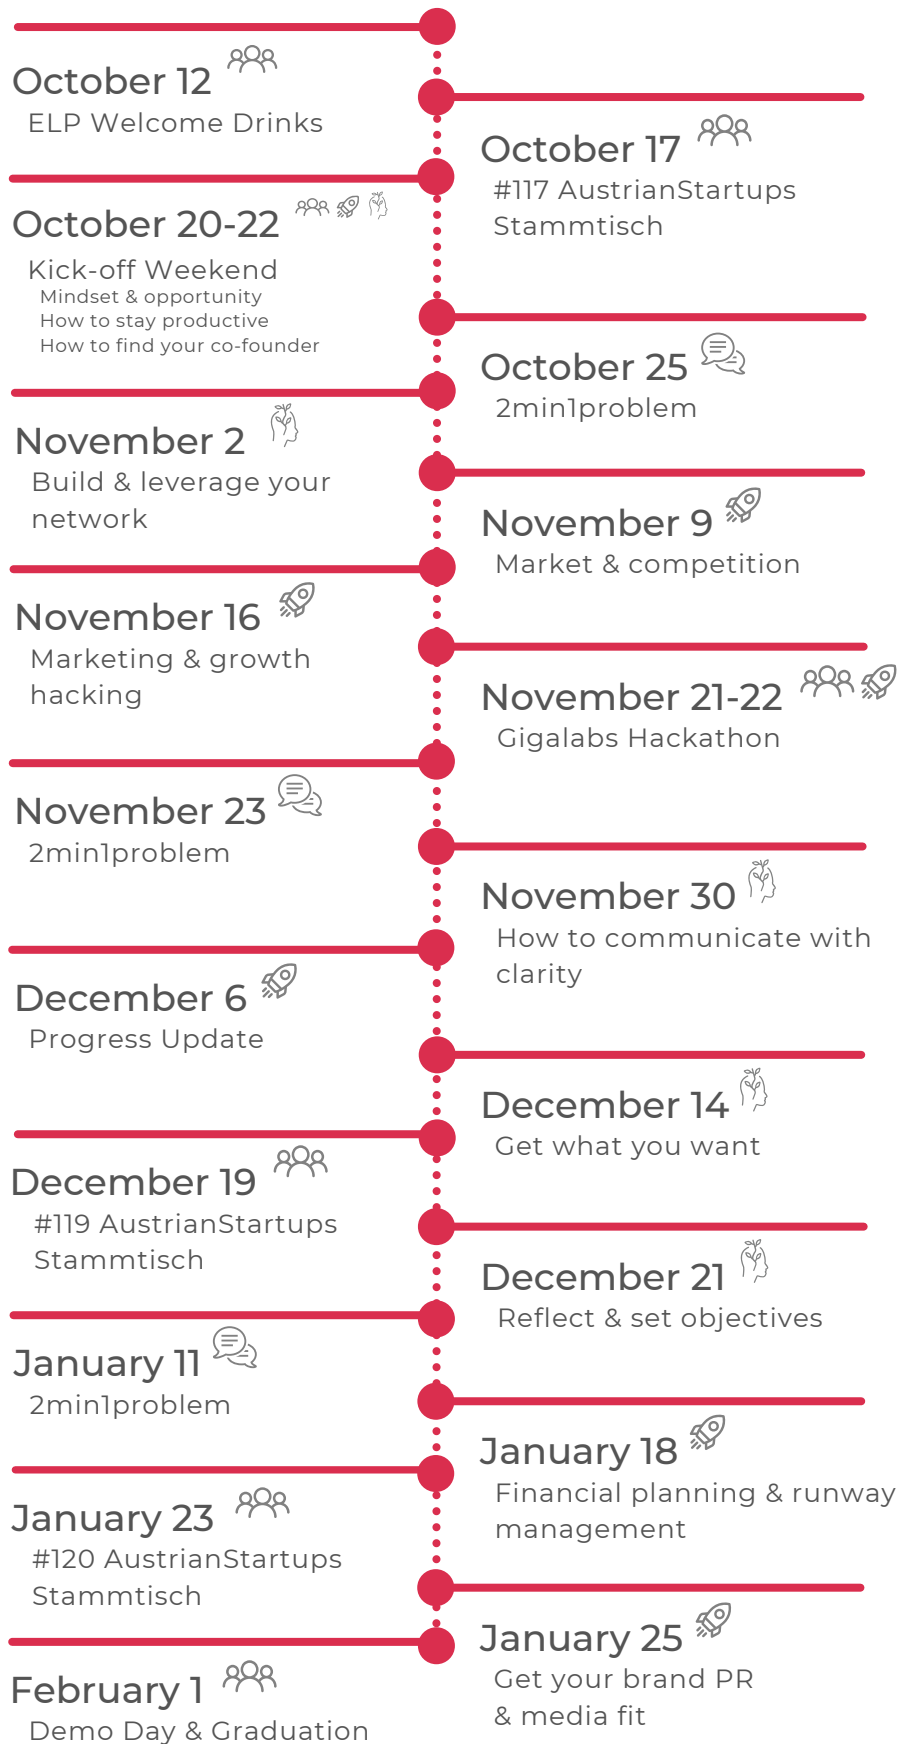 October 12
ELP Welcome Drinks
October 17
#117 AustrianStartups
Stammtisch
October 20-22
Kick-off Weekend
Mindset & opportunity
How to stay productive
How to find your co-founder
October 25
2min1problem
November 2
Build & leverage your
network
November 9
Market & competition
November 16
Marketing & growth
hacking
November 21-22
Gigalabs Hackathon
November 23
2min1problem
November 30
How to communicate with
clarity
December 6
Progress Update
December 14
Get what you want
December 19
#119 AustrianStartups
Stammtisch
December 21
Reflect & set objectives
January 11
2min1problem
January 18
Financial planning & runway
management
January 23
#120 AustrianStartups
Stammtisch
January 25
Get your brand PR
& media fit
February 1
Demo Day & Graduation